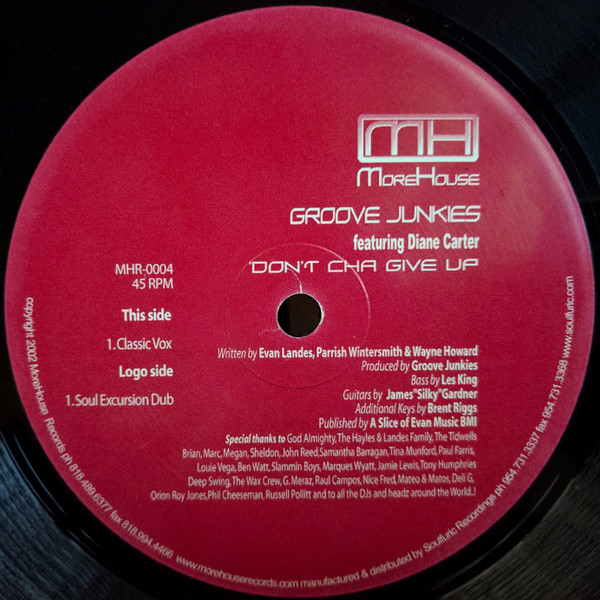 MH
MOREHOUSE
GROOVE JUNKIES
featuring Diane Carter
'DON'T CHA GIVE UP
MHR-0004
45 RPM
This side
1.Classic Vox
Logo side
1.Soul Excursion Dub
Written by Evan Landes, Parrish Wintersmith & Wayne Howard
Produced by Groove Junkies
Bass by Les King
Guitars by James"Silky"Gardner
Additional Keys by Brent Riggs
Published by A Slice of Evan Music BMI
Special thanks to God Almighty, The Hayles & Landes Family, The Tidwells
Brian, Marc, Megan, Sheldon, John Reed,Samantha Barragan,Tina Munford, Paul Farris,
Louie Vega, Ben Watt, Slammin Boys, Marques Wyatt, Jamie Lewis,Tony Humphries
Deep Swing, The Wax Crew, G. Meraz, Raul Campos, Nice Fred, Mateo & Matos, Deli G,
Orion Roy Jones,Phil Cheeseman, Russell Pollitt and to all the DJs and headz around the World..!
copyright 2002 MoreHouse Records ph 818.489.6377 fax 818.994.4466 www.morehouserecords.com manufactured & distributed by Soulfuric Recordings ph 954.731.3337 fax 954.731.3368 www.soulfuric.com